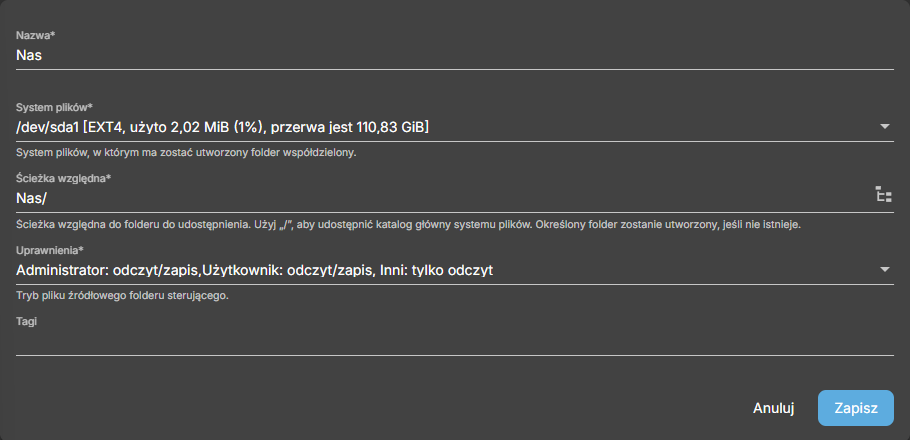 Nazwa*
Nas
System plików*
/dev/sda1 [EXT4, użyto 2,02 MiB (1%), przerwa jest 110,83 GiB]
System plików, w którym ma zostać utworzony folder współdzielony.
Ścieżka względna*
Nas/
Ścieżka względna do folderu do udostępnienia. Użyj „/”, aby udostępnić katalog główny systemu plików. Określony folder zostanie utworzony, jeśli nie istnieje.
Uprawnienia*
Administrator: odczyt/zapis,Użytkownik: odczyt/zapis, Inni: tylko odczyt
Tryb pliku źródłowego folderu sterującego.
Tagi
Anuluj
Zapisz